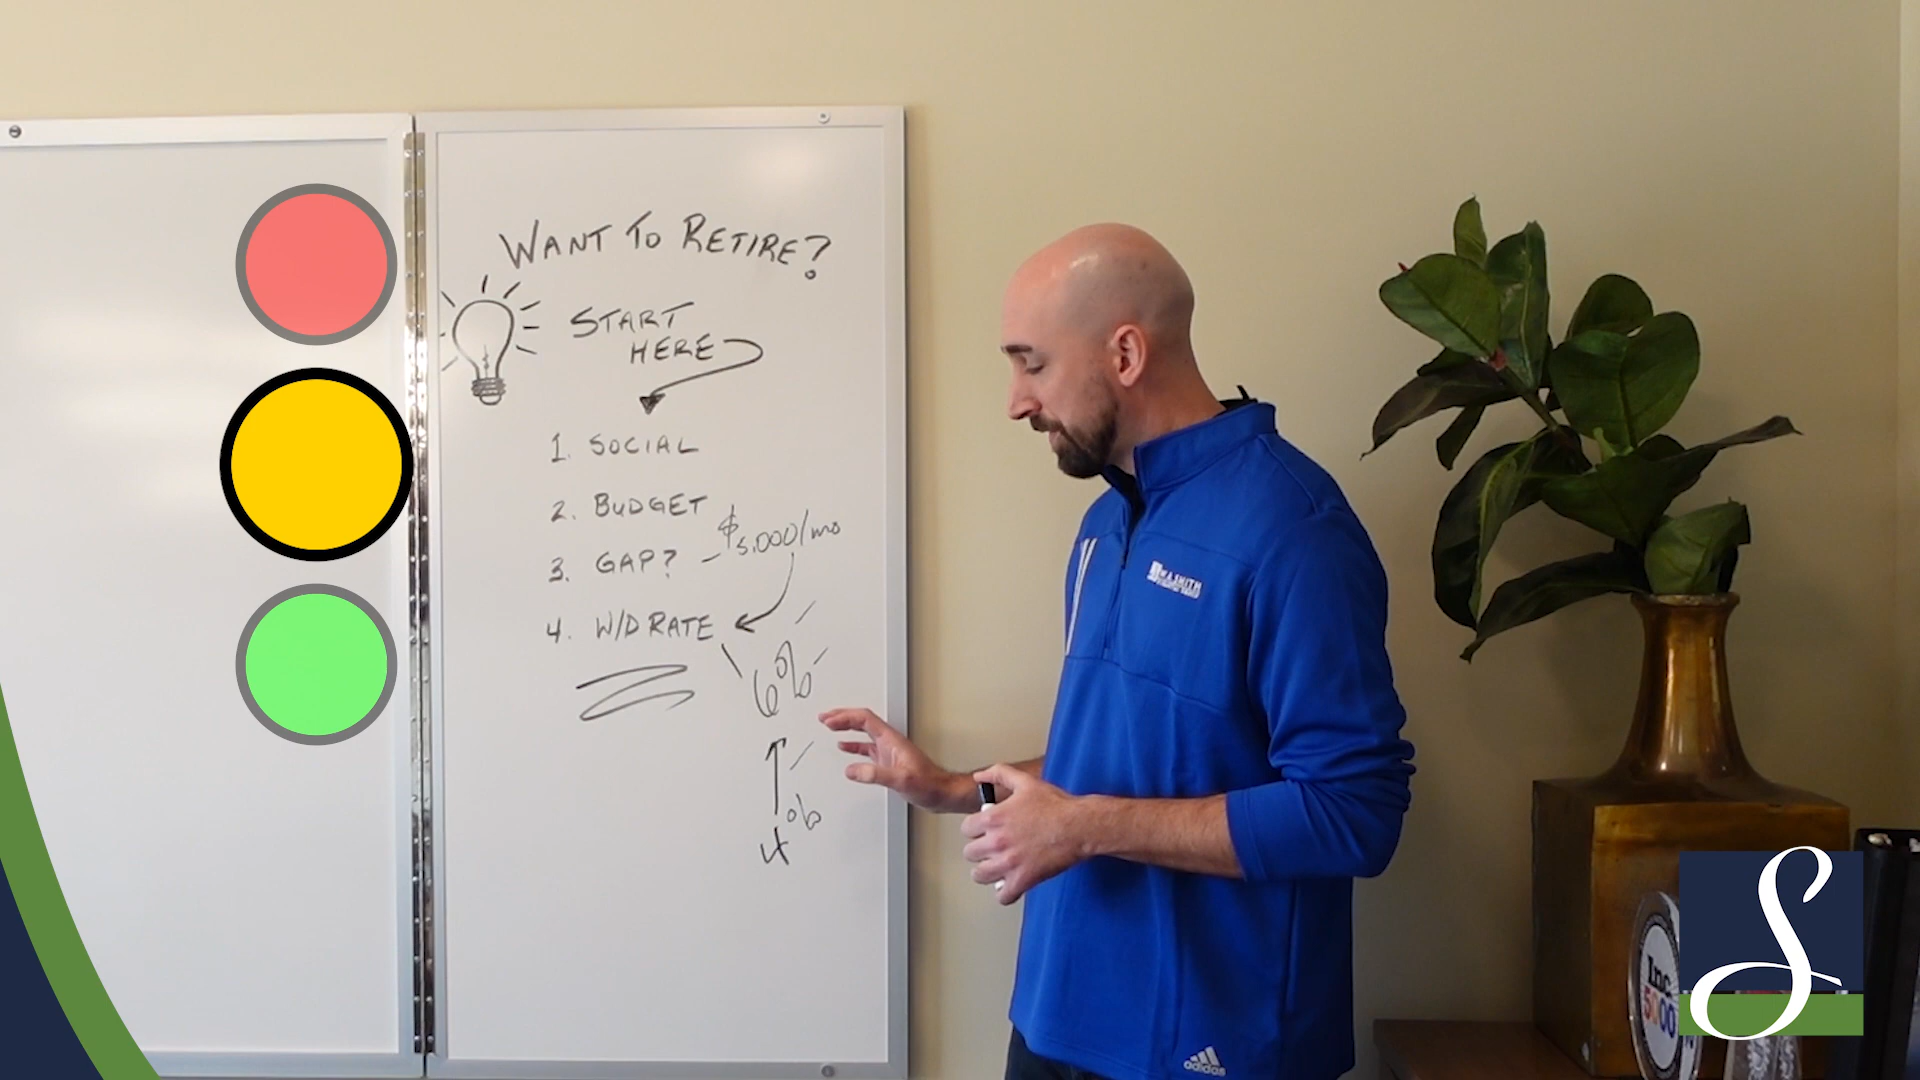 WANT TO RETIRE?
START
HERE
1. SOCIAL
2. BUDGET
3. GAP? - $5,000/mo
4. W/D RATE
6%
4%
W.A. SMITH
adidas
Inc.
5000
S